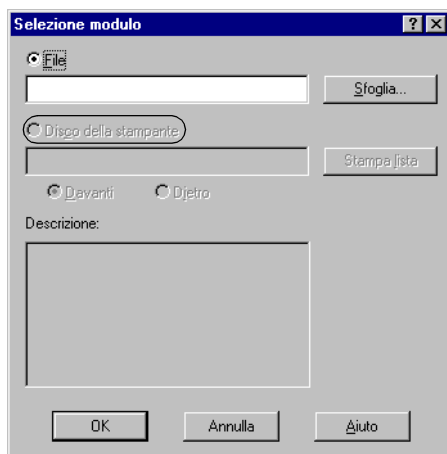 Selezione modulo
File
Sfoglia...
Disco della stampante
Stampa lista
Davanti Dietro
Descrizione:
OK Annulla Aiuto